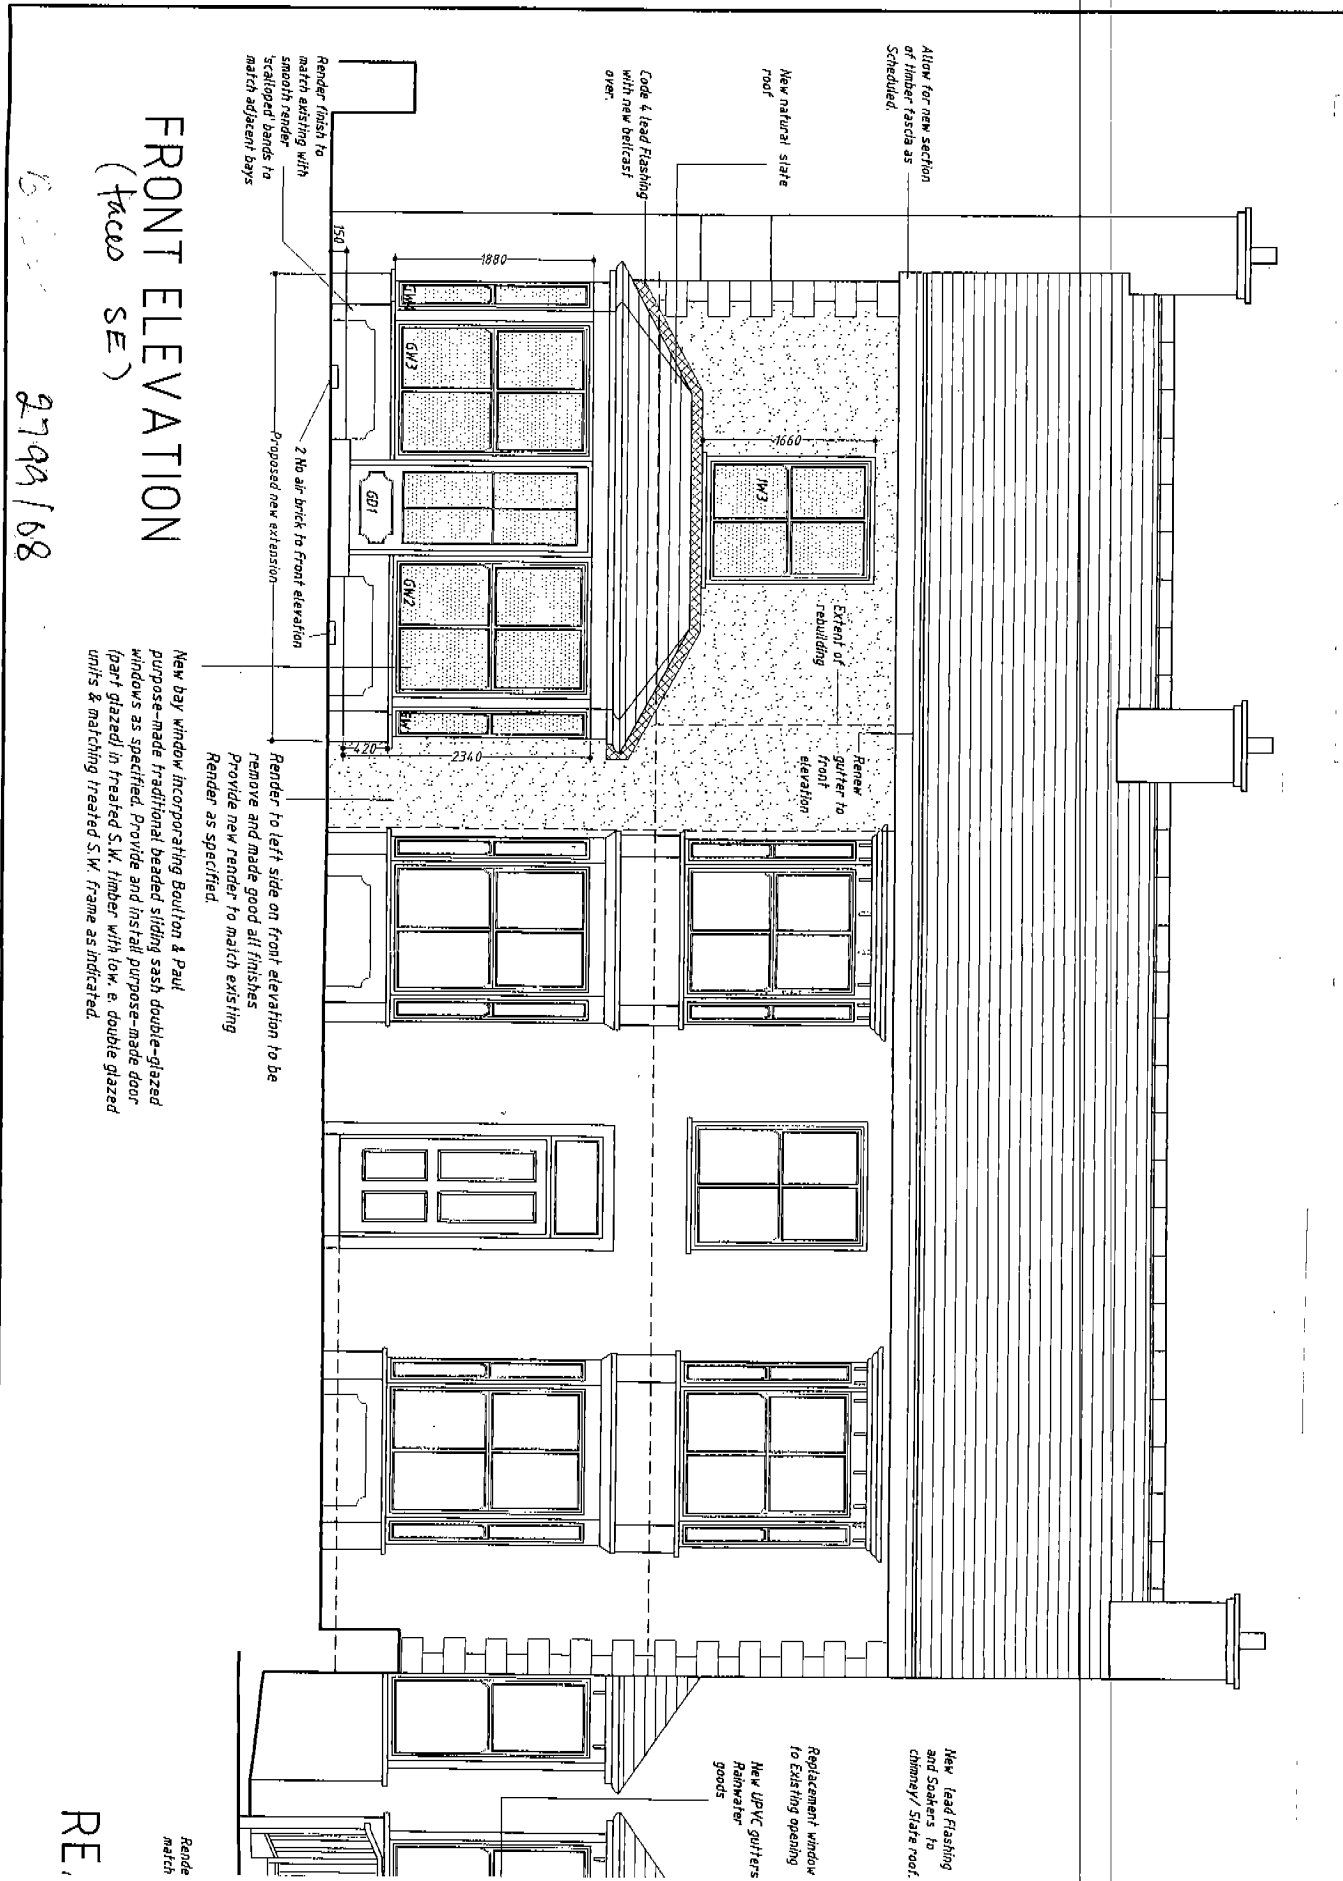 Allow for new section
of timber fascia as
Scheduled.
New natural slate
roof
Code 4 lead Flashing
with new bellcast
over.
Render finish to
match existing with
smooth render
'scalloped' bands to
match adjacent bays
150
1880
GW3
GD1
GW2
1660
1W3
420
2340
Extent of
rebuilding
Renew
gutter to
front
elevation
2 No air brick to front elevation
Proposed new extension
Render to left side on front elevation to be
remove and made good all finishes
Provide new render to match existing
Render as specified.
New bay window incorporating Boulton & Paul
purpose-made traditional beaded sliding sash double-glazed
windows as specified. Provide and install purpose-made door
(part glazed) in treated S.W. timber with low. e. double glazed
units & matching treated S.W. frame as indicated.
FRONT ELEVATION
(faces SE)
2799/68
New lead Flashing
and Soakers to
chimney/ Slate roof.
Replacement window
to Existing opening
New UPVC gutters
Rainwater
goods
Rende
match
RE